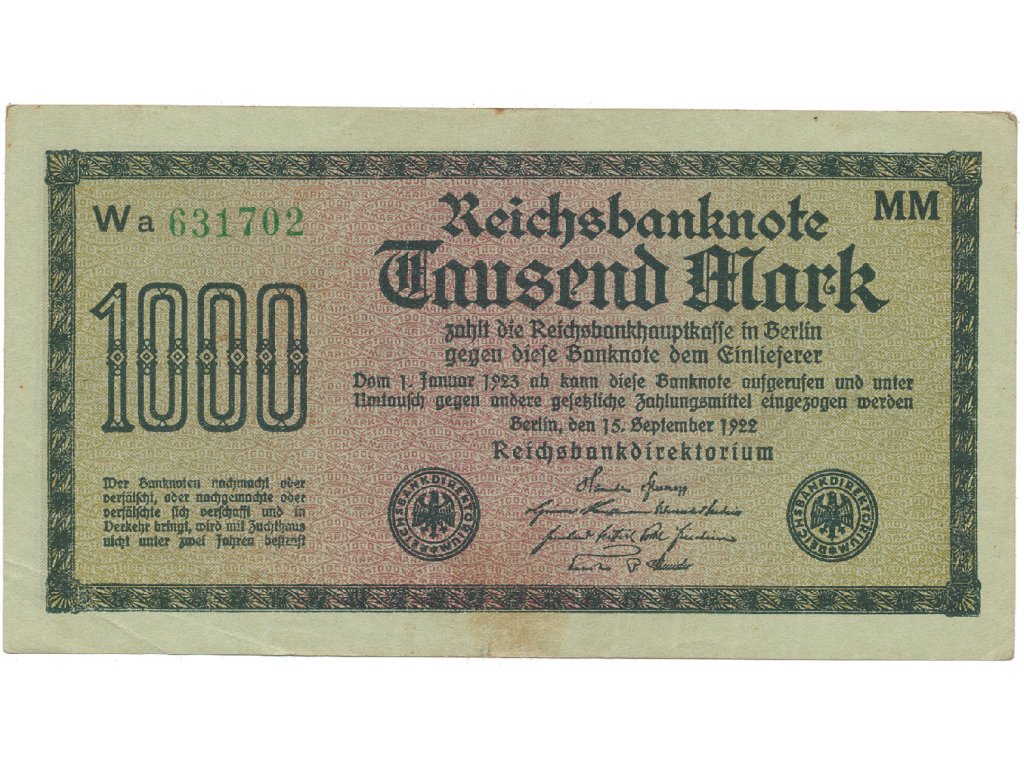 Wa 631702
MM
Reichsbanknote
Tausend Mark
1000
zahlt die Reichsbankhauptkasse in Berlin
gegen diese Banknote dem Einlieferer
Vom 1. Januar 1923 ab kann diese Banknote aufgerufen und unter
Umtausch gegen andere gesetzliche Zahlungsmittel eingezogen werden
Berlin, den 15. September 1922
Reichsbankdirektorium
Wer Banknoten nachmacht oder
verfälscht, oder nachgemachte oder
verfälschte sich verschafft und in
Verkehr bringt, wird mit Zuchthaus
nicht unter zwei Jahren bestraft
REICHSBANKDIREKTORIUM
REICHSBANKDIREKTORIUM